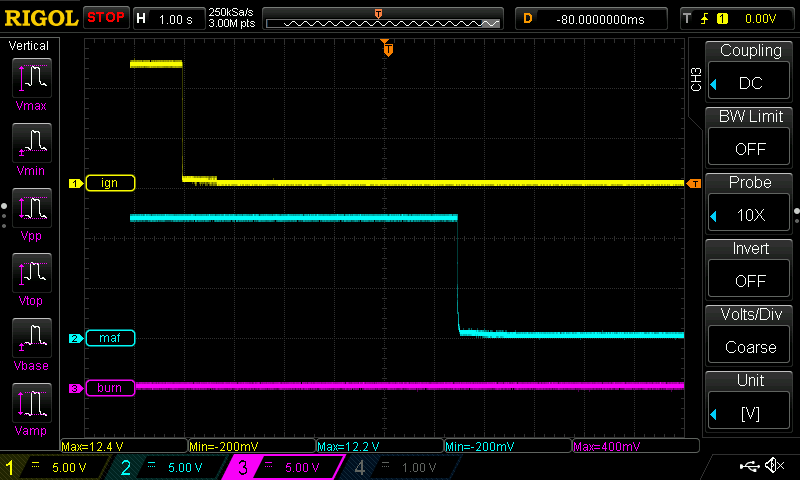 RIGOL STOP H 1.00 s 250kSa/s D -80.0000000ms T 1 0.00V
3.00M pts
T
Vertical
Vmax
Vmin
Vpp
Vtop
Vbase
Vamp
1 ign
T
2 maf
3 burn
CH3
Coupling
DC
BW Limit
OFF
Probe
10X
Invert
OFF
Volts/Div
Coarse
Unit
[V]
Max=12.4 V Min=-200mV Max=12.2 V Min=-200mV Max=400mV
1 5.00 V 2 5.00 V 3 5.00 V 4 1.00 V